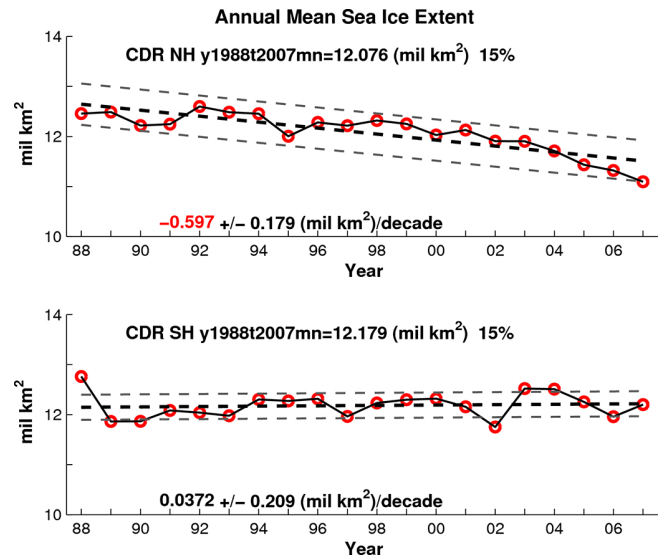 Annual Mean Sea Ice Extent
14
CDR NH y1988t2007mn=12.076 (mil km²) 15%
12
mil km²
−0.597 +/− 0.179 (mil km²)/decade
10
88 90 92 94 96 98 00 02 04 06
Year
14
CDR SH y1988t2007mn=12.179 (mil km²) 15%
12
mil km²
0.0372 +/− 0.209 (mil km²)/decade
10
88 90 92 94 96 98 00 02 04 06
Year